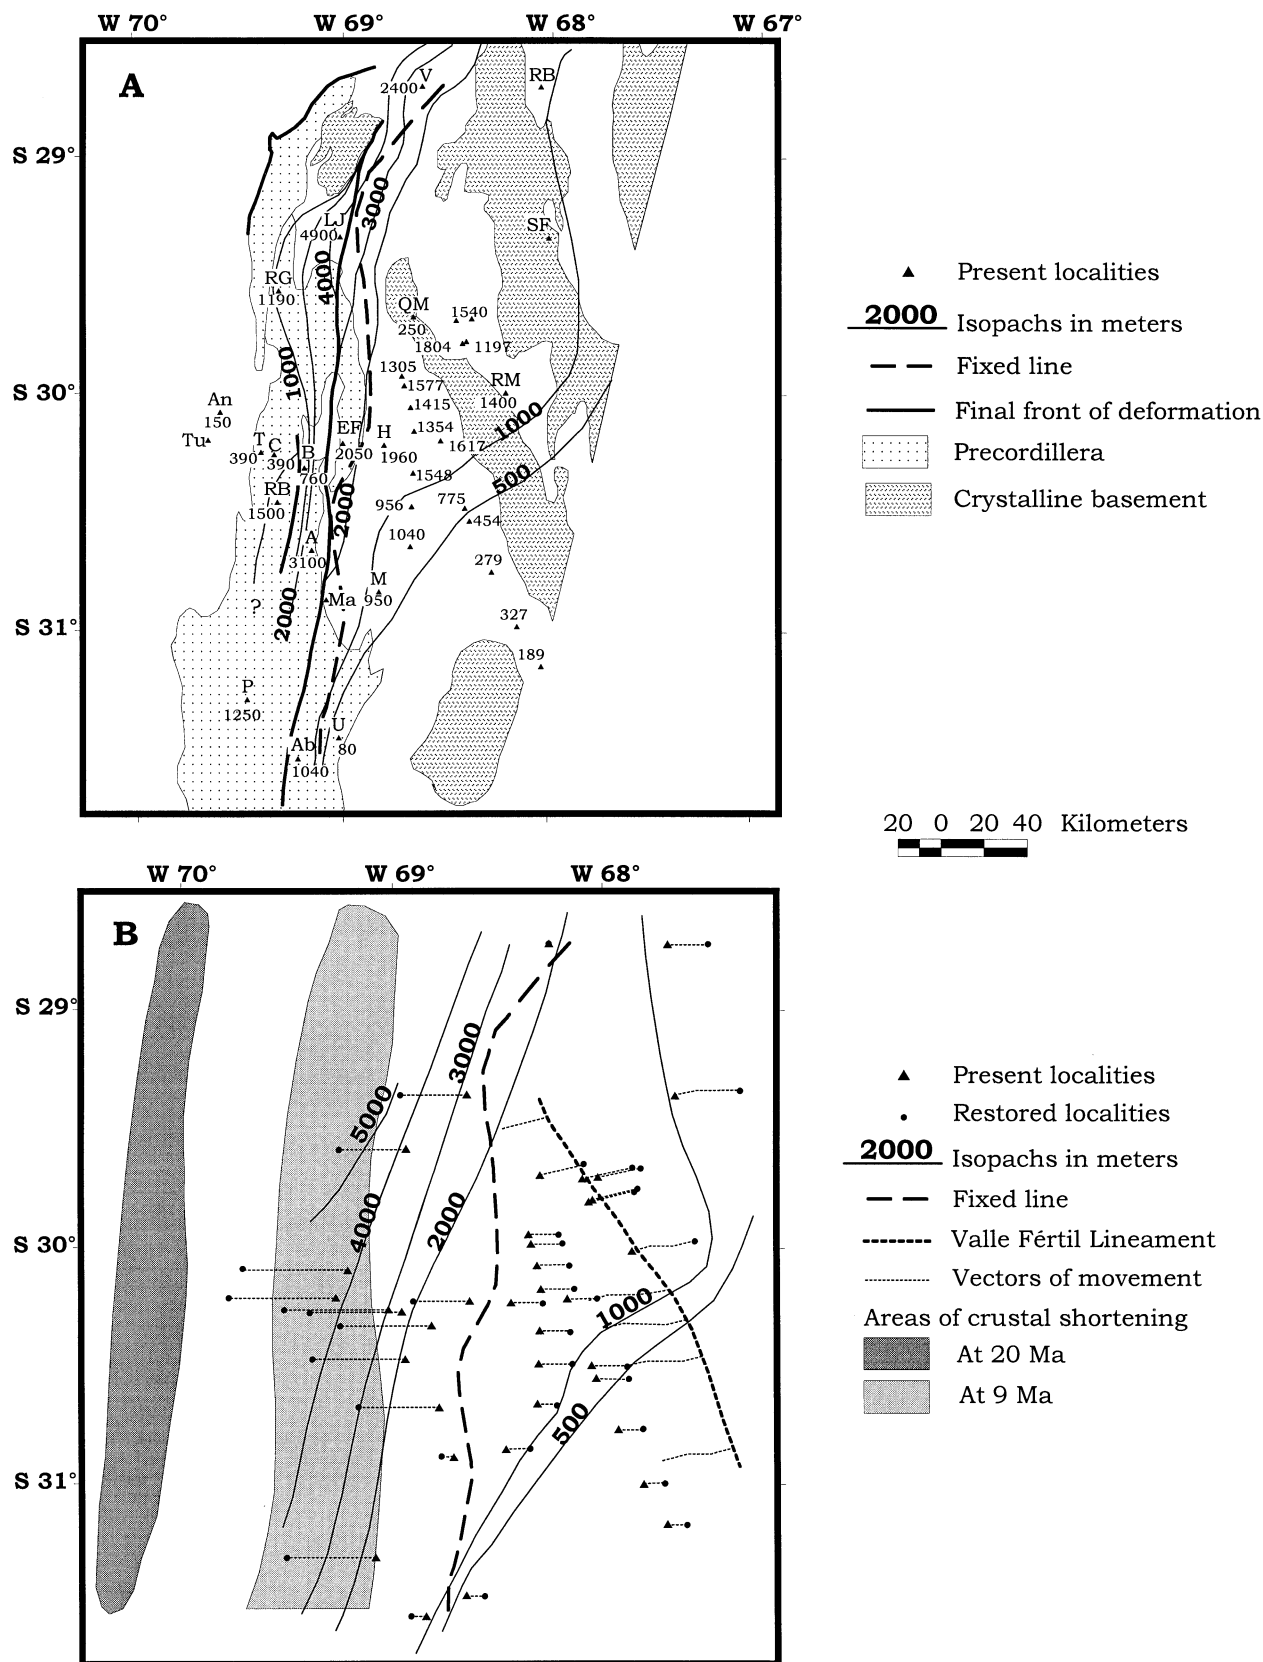 W 70° W 69° W 68° W 67°
A
V
2400
RB
S 29°
3000
LJ
4900
SF
4000
RG
1190
QM
250
1540
1804 1197
1305
1577
RM
1400
1000
S 30°
An
150
1415
1000
Tu
T C
390 390
B
760
EF
2050
H
1960
1354
1617
500
RB
1500
1548
2000
956
775
454
A
3100
1040
279
M
950
Ma
?
2000
327
S 31°
189
P
1250
U
80
Ab
1040
Present localities
2000 Isopachs in meters
Fixed line
Final front of deformation
Precordillera
Crystalline basement
20 0 20 40 Kilometers
W 70° W 69° W 68°
B
S 29°
3000
5000
4000
2000
S 30°
1000
500
S 31°
Present localities
Restored localities
2000 Isopachs in meters
Fixed line
Valle Fértil Lineament
Vectors of movement
Areas of crustal shortening
At 20 Ma
At 9 Ma